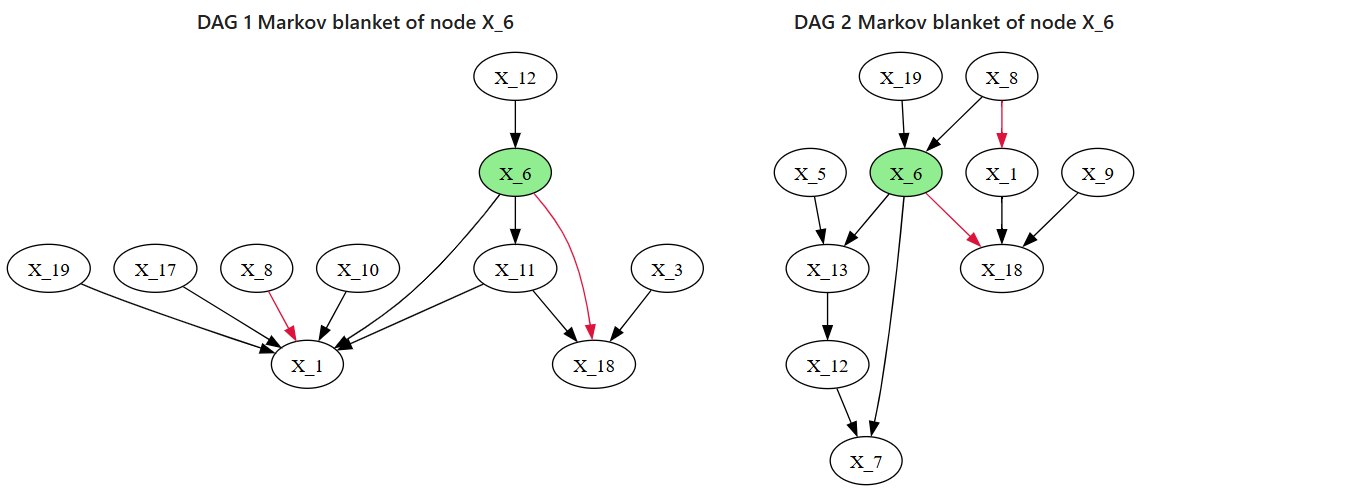 DAG 1 Markov blanket of node X_6
X_12
X_6
X_19
X_17
X_8
X_10
X_11
X_3
X_1
X_18
DAG 2 Markov blanket of node X_6
X_19
X_8
X_5
X_6
X_1
X_9
X_13
X_18
X_12
X_7